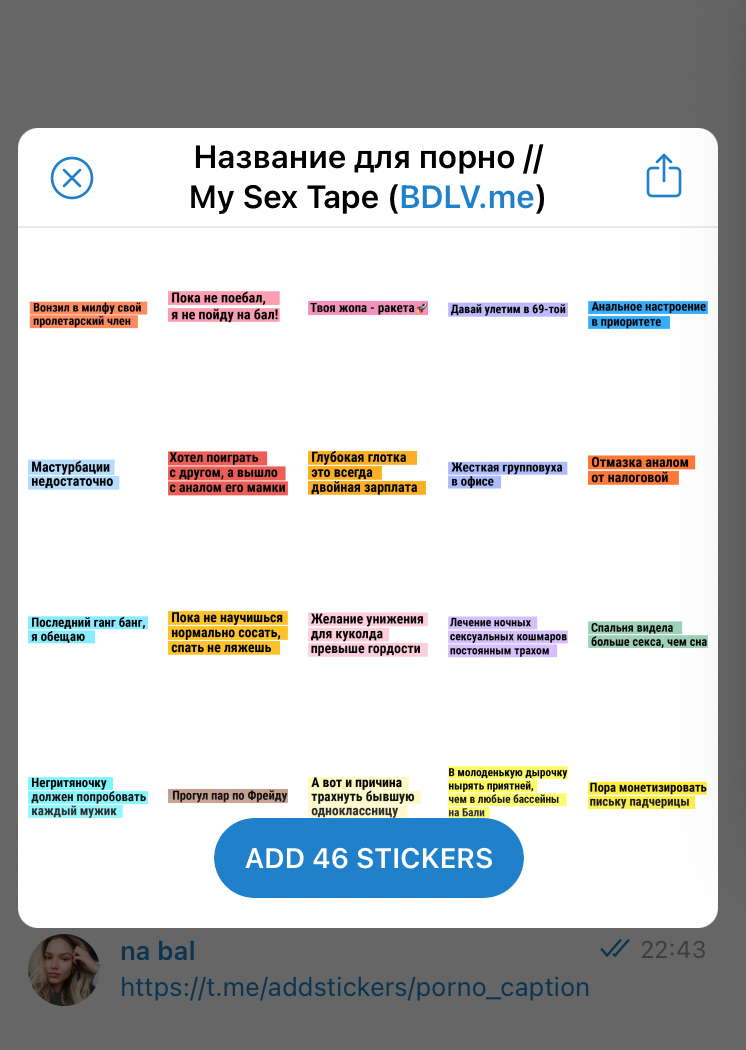 Название для порно //
My Sex Tape (BDLV.me)
Вонзил в милфу свой
пролетарский член
Пока не поебал,
я не пойду на бал!
Твоя жопа - ракета🚀
Давай улетим в 69-той
Анальное настроение
в приоритете
Мастурбации
недостаточно
Хотел поиграть
с другом, а вышло
с аналом его мамки
Глубокая глотка
это всегда
двойная зарплата
Жесткая групповуха
в офисе
Отмазка аналом
от налоговой
Последний ганг банг,
я обещаю
Пока не научишься
нормально сосать,
спать не ляжешь
Желание унижения
для куколда
превыше гордости
Лечение ночных
сексуальных кошмаров
постоянным трахом
Спальня видела
больше секса, чем сна
Негритяночку
должен попробовать
каждый мужик
Прогул пар по Фрейду
А вот и причина
трахнуть бывшую
одноклассницу
В молоденькую дырочку
нырять приятней,
чем в любые бассейны
на Бали
Пора монетизировать
письку падчерицы
ADD 46 STICKERS
na bal
22:43
https://t.me/addstickers/porno_caption